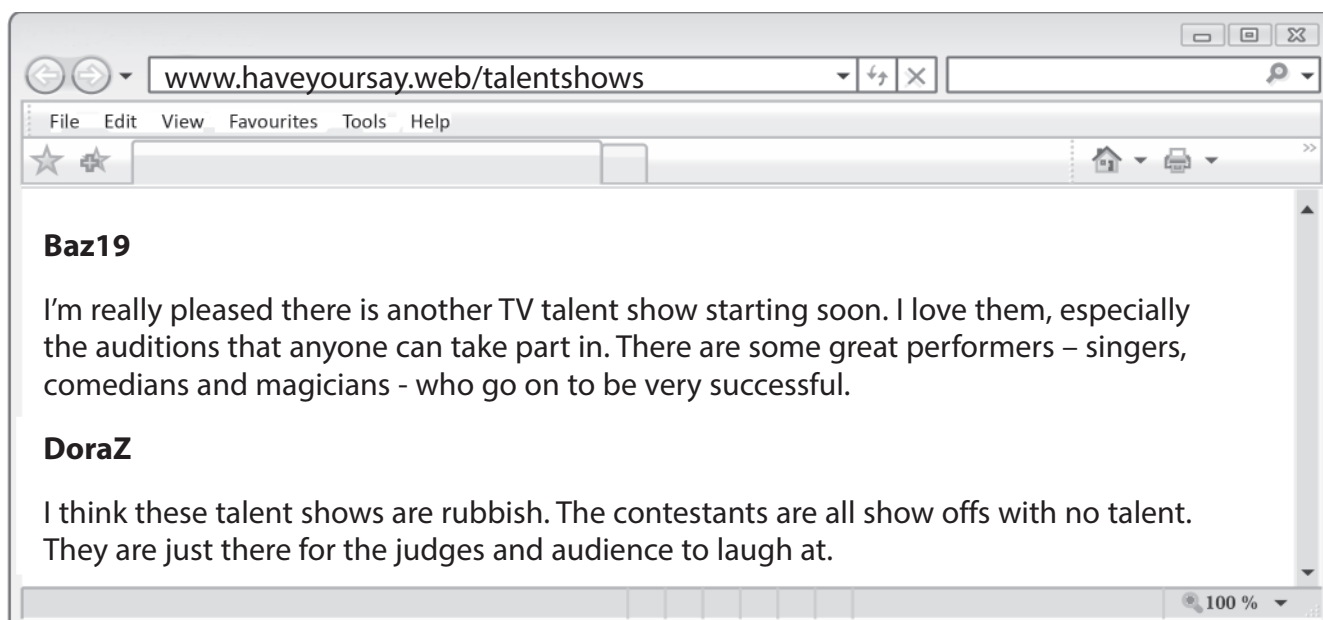 www.haveyoursay.web/talentshows
File Edit View Favourites Tools Help
Baz19
I’m really pleased there is another TV talent show starting soon. I love them, especially
the auditions that anyone can take part in. There are some great performers – singers,
comedians and magicians - who go on to be very successful.
DoraZ
I think these talent shows are rubbish. The contestants are all show offs with no talent.
They are just there for the judges and audience to laugh at.
100 %